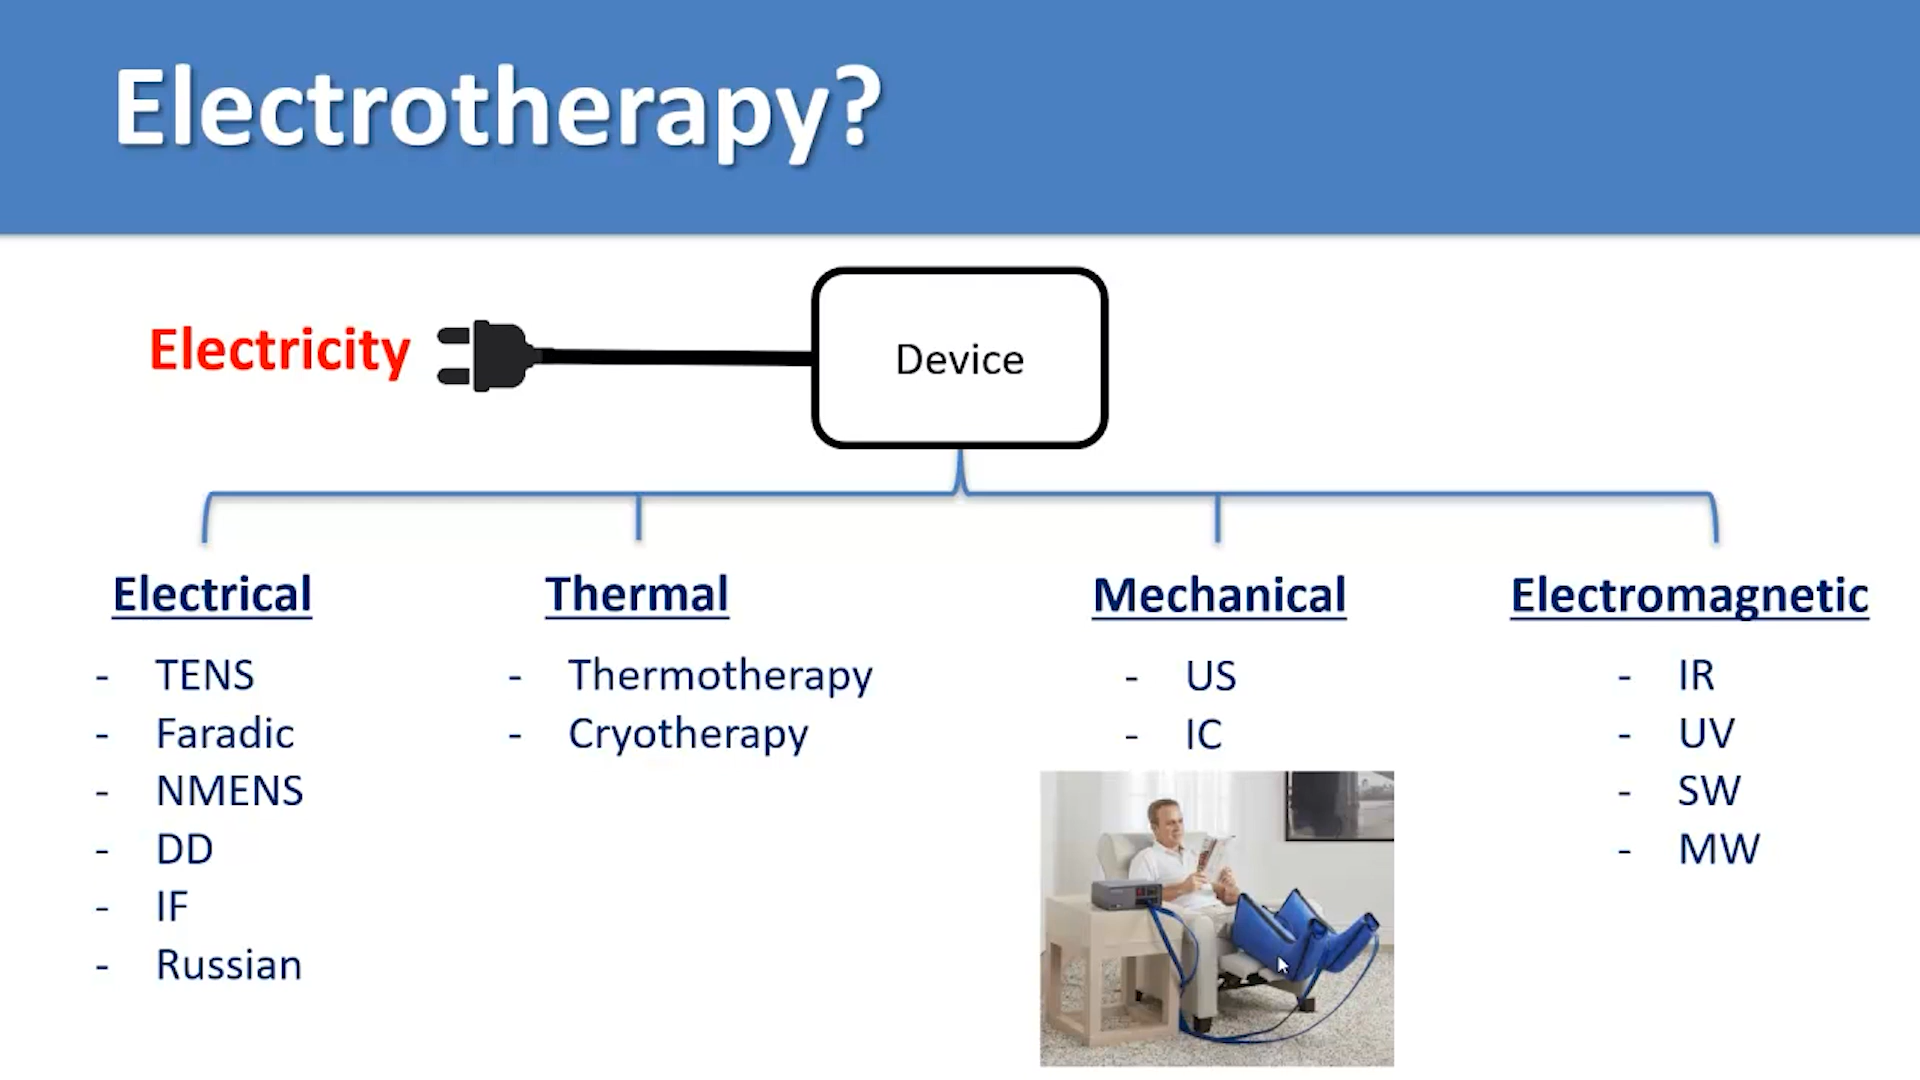 Electrotherapy?
Electricity
Device
Electrical
- TENS
- Faradic
- NMENS
- DD
- IF
- Russian
Thermal
- Thermotherapy
- Cryotherapy
Mechanical
- US
- IC
Electromagnetic
- IR
- UV
- SW
- MW